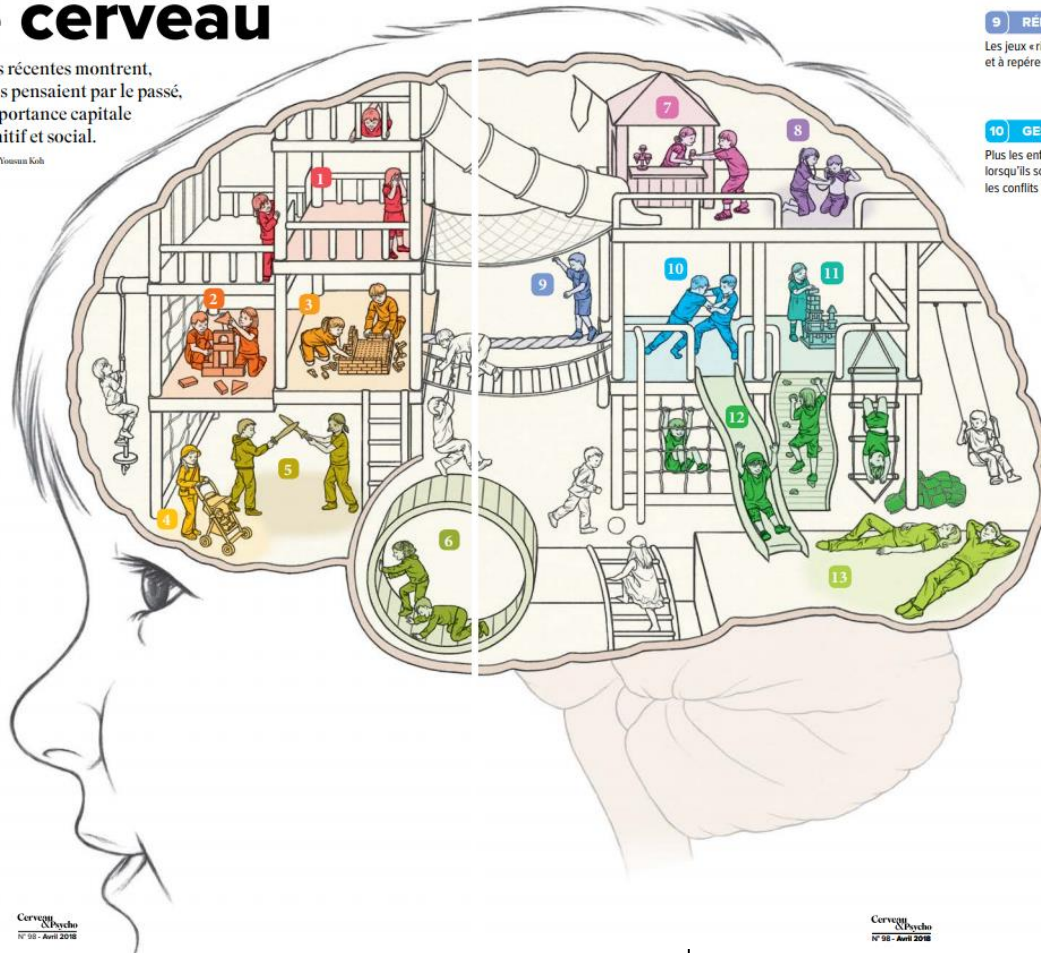 cerveau
s récentes montrent,
s pensaient par le passé,
portance capitale
nitif et social.
Yousun Koh
9 RÉ
Les jeux « r
et à repére
10 GE
Plus les en
lorsqu'ils s
les conflits
1
2
3
4
5
6
7
8
9
10
11
12
13
Cerveau
&Psycho
N° 98 - Avril 2018
Cerveau
&Psycho
N° 98 - Avril 2018